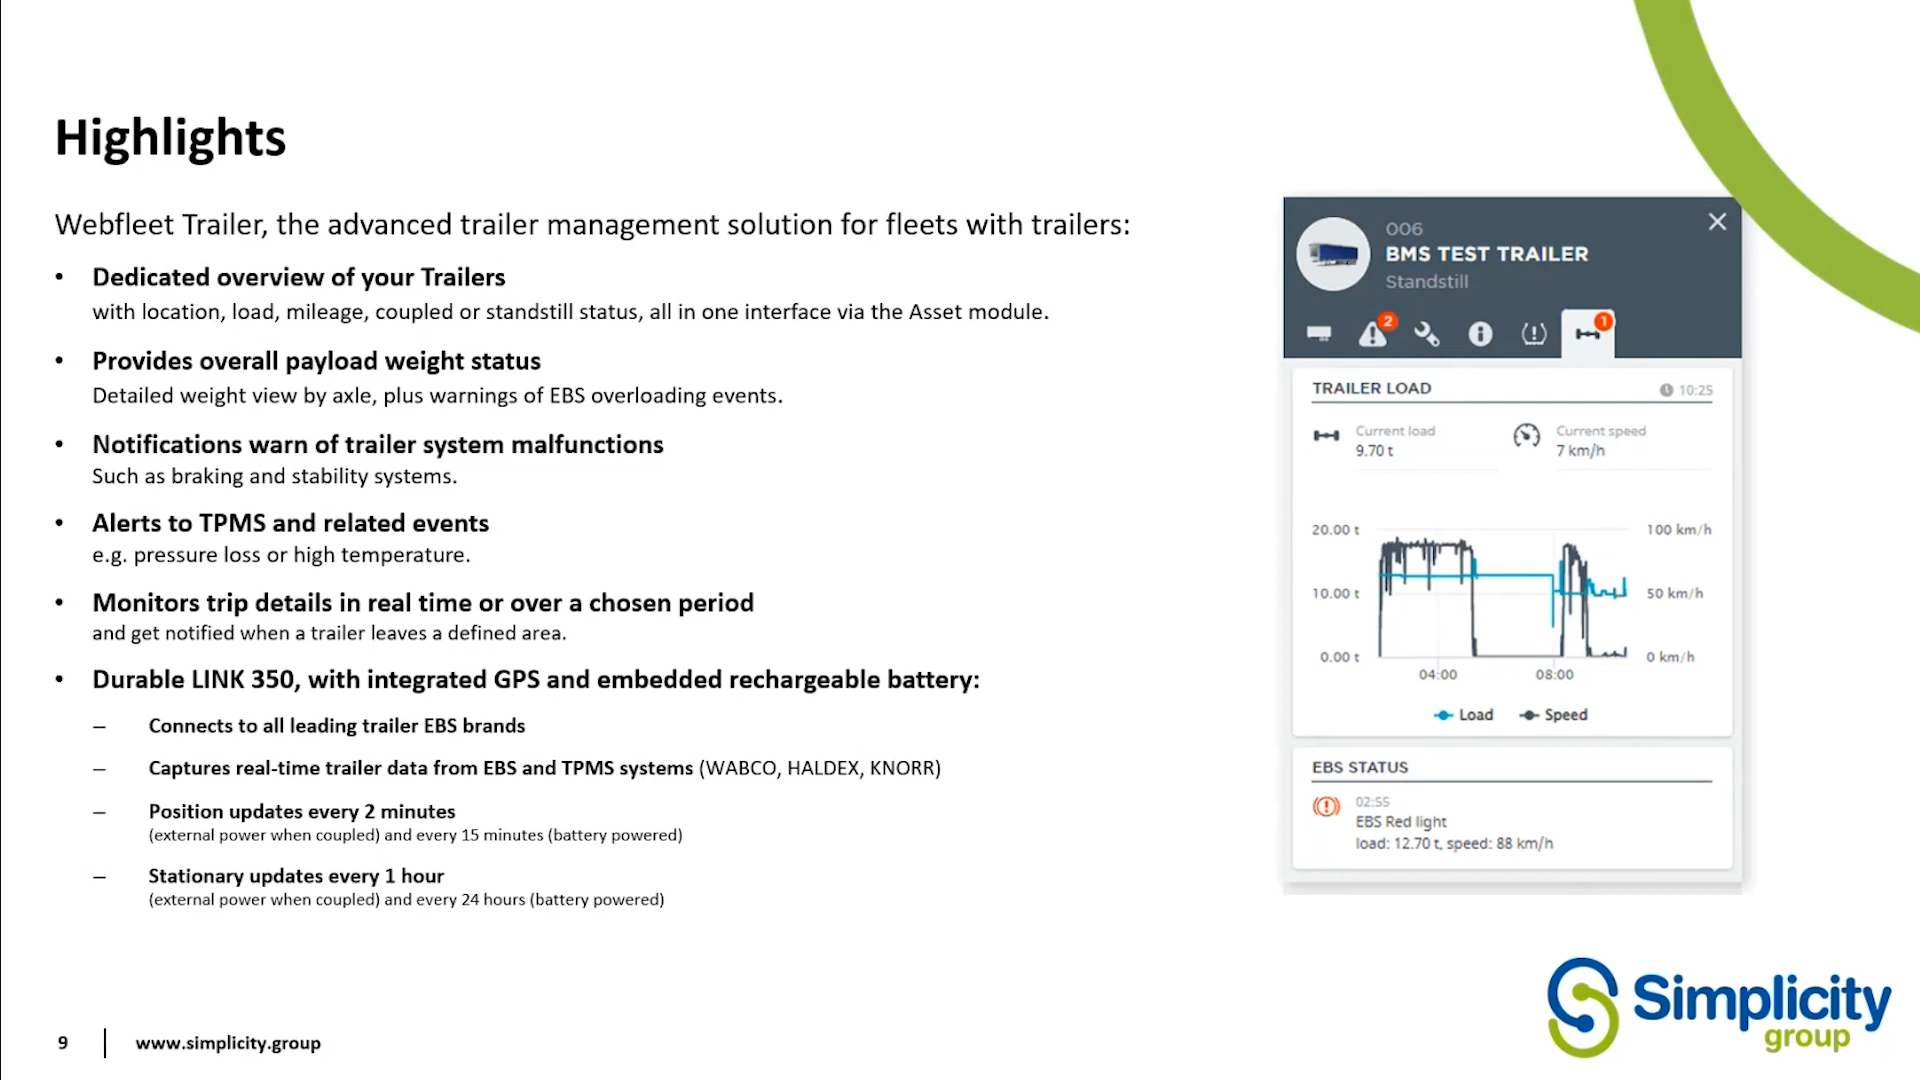 Highlights
Webfleet Trailer, the advanced trailer management solution for fleets with trailers:
• Dedicated overview of your Trailers
with location, load, mileage, coupled or standstill status, all in one interface via the Asset module.
• Provides overall payload weight status
Detailed weight view by axle, plus warnings of EBS overloading events.
• Notifications warn of trailer system malfunctions
Such as braking and stability systems.
• Alerts to TPMS and related events
e.g. pressure loss or high temperature.
• Monitors trip details in real time or over a chosen period
and get notified when a trailer leaves a defined area.
• Durable LINK 350, with integrated GPS and embedded rechargeable battery:
– Connects to all leading trailer EBS brands
– Captures real-time trailer data from EBS and TPMS systems (WABCO, HALDEX, KNORR)
– Position updates every 2 minutes
(external power when coupled) and every 15 minutes (battery powered)
– Stationary updates every 1 hour
(external power when coupled) and every 24 hours (battery powered)
006
BMS TEST TRAILER
Standstill
2
1
TRAILER LOAD 10:25
Current load Current speed
9.70 t 7 km/h
20.00 t 100 km/h
10.00 t 50 km/h
0.00 t 0 km/h
04:00 08:00
Load Speed
EBS STATUS
02:55
EBS Red light
load: 12.70 t, speed: 88 km/h
Simplicity
group
9 www.simplicity.group